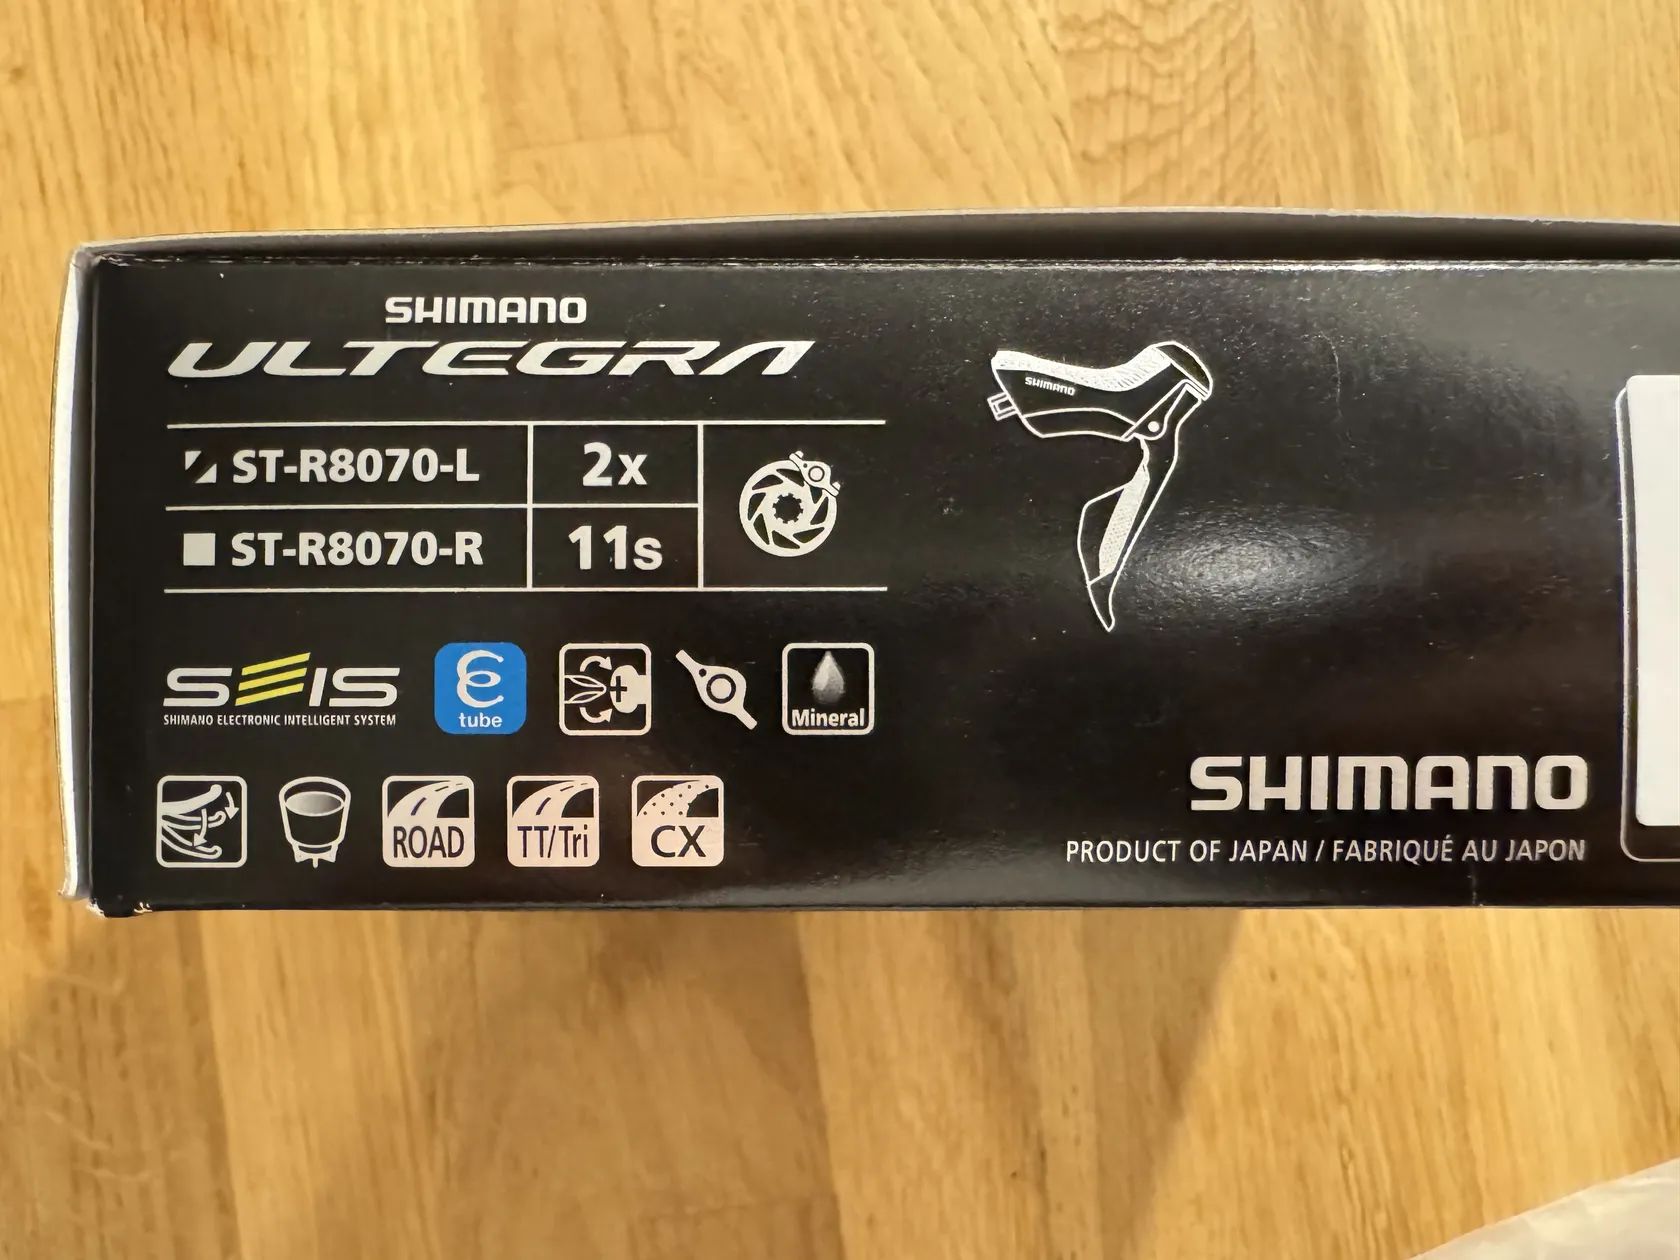 SHIMANO
ULTEGRA
ST-R8070-L 2x
ST-R8070-R 11s
SEIS
SHIMANO ELECTRONIC INTELLIGENT SYSTEM
tube
Mineral
ROAD
TT/Tri
CX
SHIMANO
SHIMANO
PRODUCT OF JAPAN / FABRIQUÉ AU JAPON